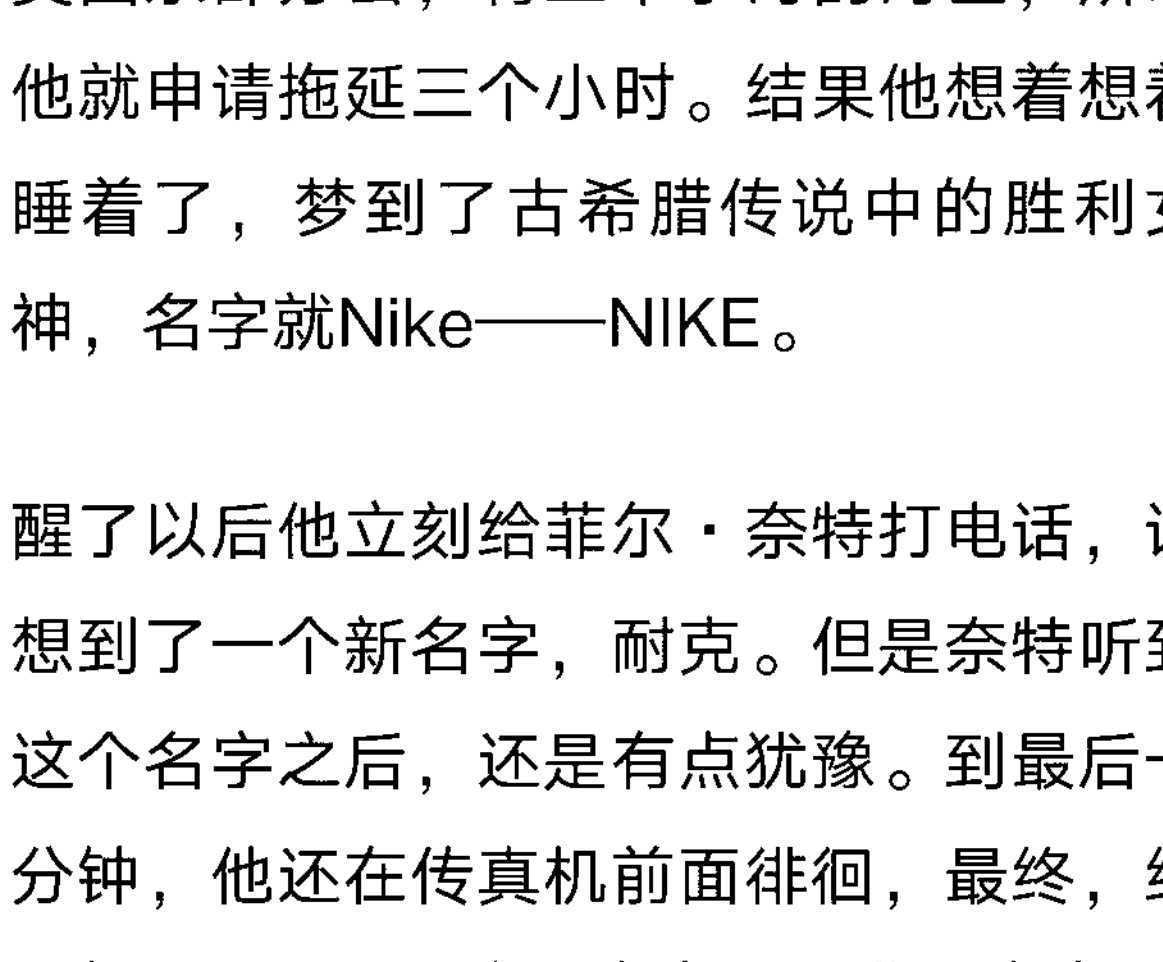 他就申请拖延三个小时。结果他想着想着
睡着了，梦到了古希腊传说中的胜利女
神，名字就Nike——NIKE。
醒了以后他立刻给菲尔·奈特打电话，说
想到了一个新名字，耐克。但是奈特听到
这个名字之后，还是有点犹豫。到最后一
分钟，他还在传真机前面徘徊，最终，